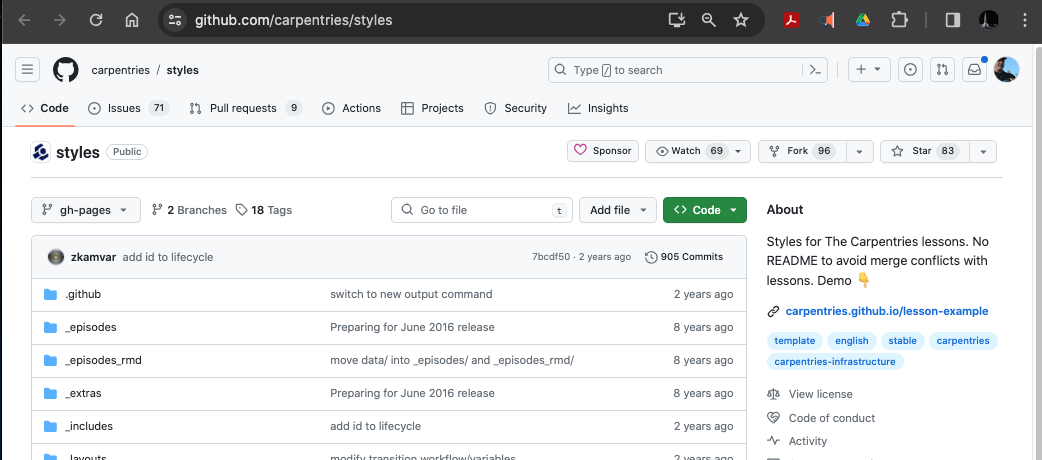 github.com/carpentries/styles
carpentries / styles
Type / to search
Code
Issues 71
Pull requests 9
Actions
Projects
Security
Insights
styles Public
Sponsor
Watch 69
Fork 96
Star 83
gh-pages
2 Branches
18 Tags
Go to file t
Add file
Code
zkamvar add id to lifecycle 7bcdf50 · 2 years ago 905 Commits
.github switch to new output command 2 years ago
_episodes Preparing for June 2016 release 8 years ago
_episodes_rmd move data/ into _episodes/ and _episodes_rmd/ 8 years ago
_extras Preparing for June 2016 release 8 years ago
_includes add id to lifecycle 2 years ago
_layouts modify transition workflow/variables 2 years ago
About
Styles for The Carpentries lessons. No
README to avoid merge conflicts with
lessons. Demo 👇
carpentries.github.io/lesson-example
template english stable carpentries
carpentries-infrastructure
View license
Code of conduct
Activity